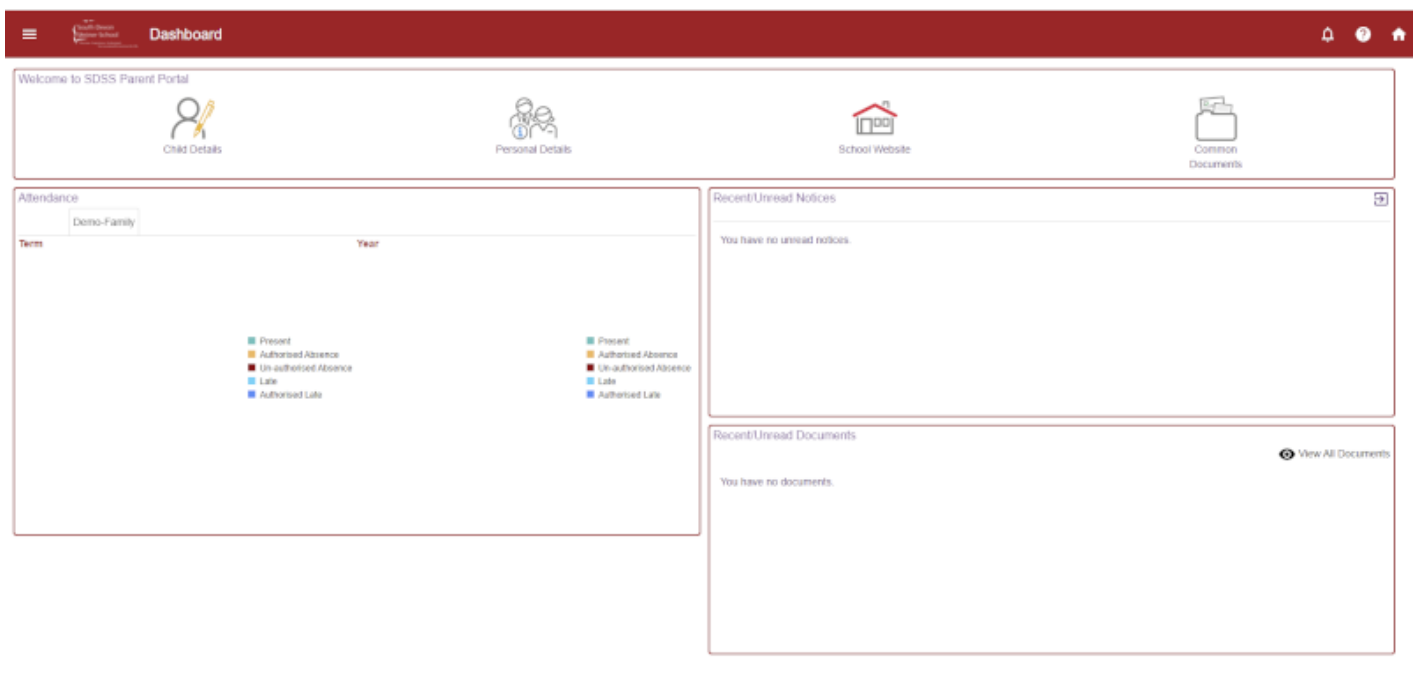 Dashboard
Welcome to SDSS Parent Portal
Child Details
Personal Details
School Website
Common
Documents
Attendance
Demo-Family
Term
Year
Present
Authorised Absence
Un-authorised Absence
Late
Authorised Late
Present
Authorised Absence
Un-authorised Absence
Late
Authorised Late
Recent/Unread Notices
You have no unread notices.
Recent/Unread Documents
View All Documents
You have no documents.